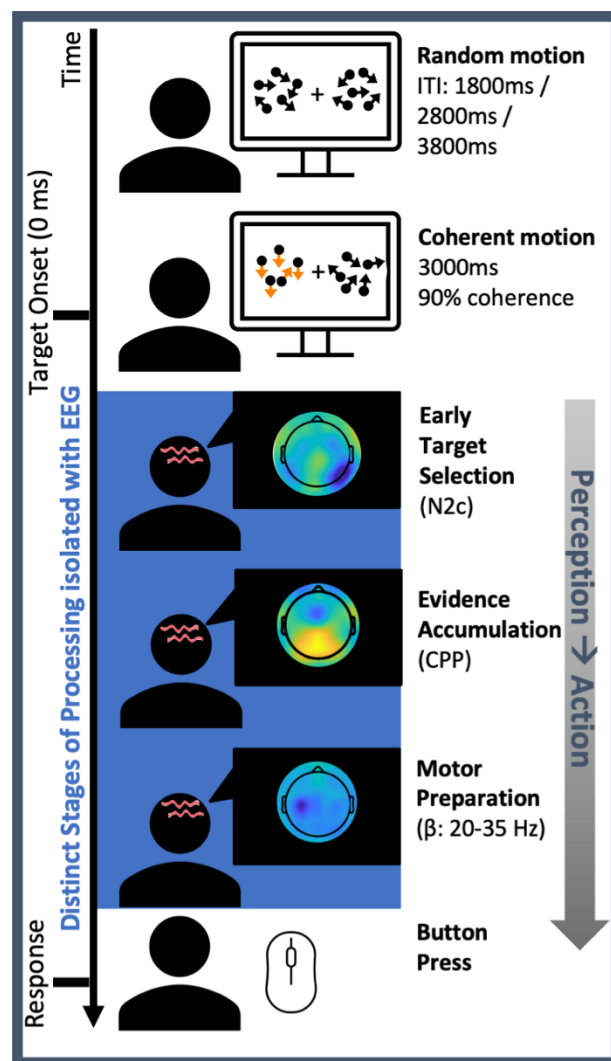 Time
Random motion
ITI: 1800ms /
2800ms /
3800ms
+
Target Onset (0 ms)
Coherent motion
3000ms
90% coherence
+
Distinct Stages of Processing isolated with EEG
Early
Target
Selection
(N2c)
Evidence
Accumulation
(CPP)
Motor
Preparation
(β: 20-35 Hz)
Perception → Action
Response
Button
Press